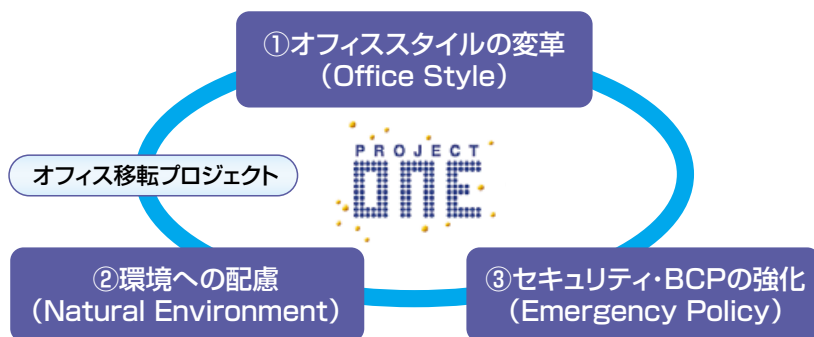 ①オフィススタイルの変革
（Office Style）
PROJECT
ONE
オフィス移転プロジェクト
②環境への配慮
（Natural Environment）
③セキュリティ・BCPの強化
（Emergency Policy）